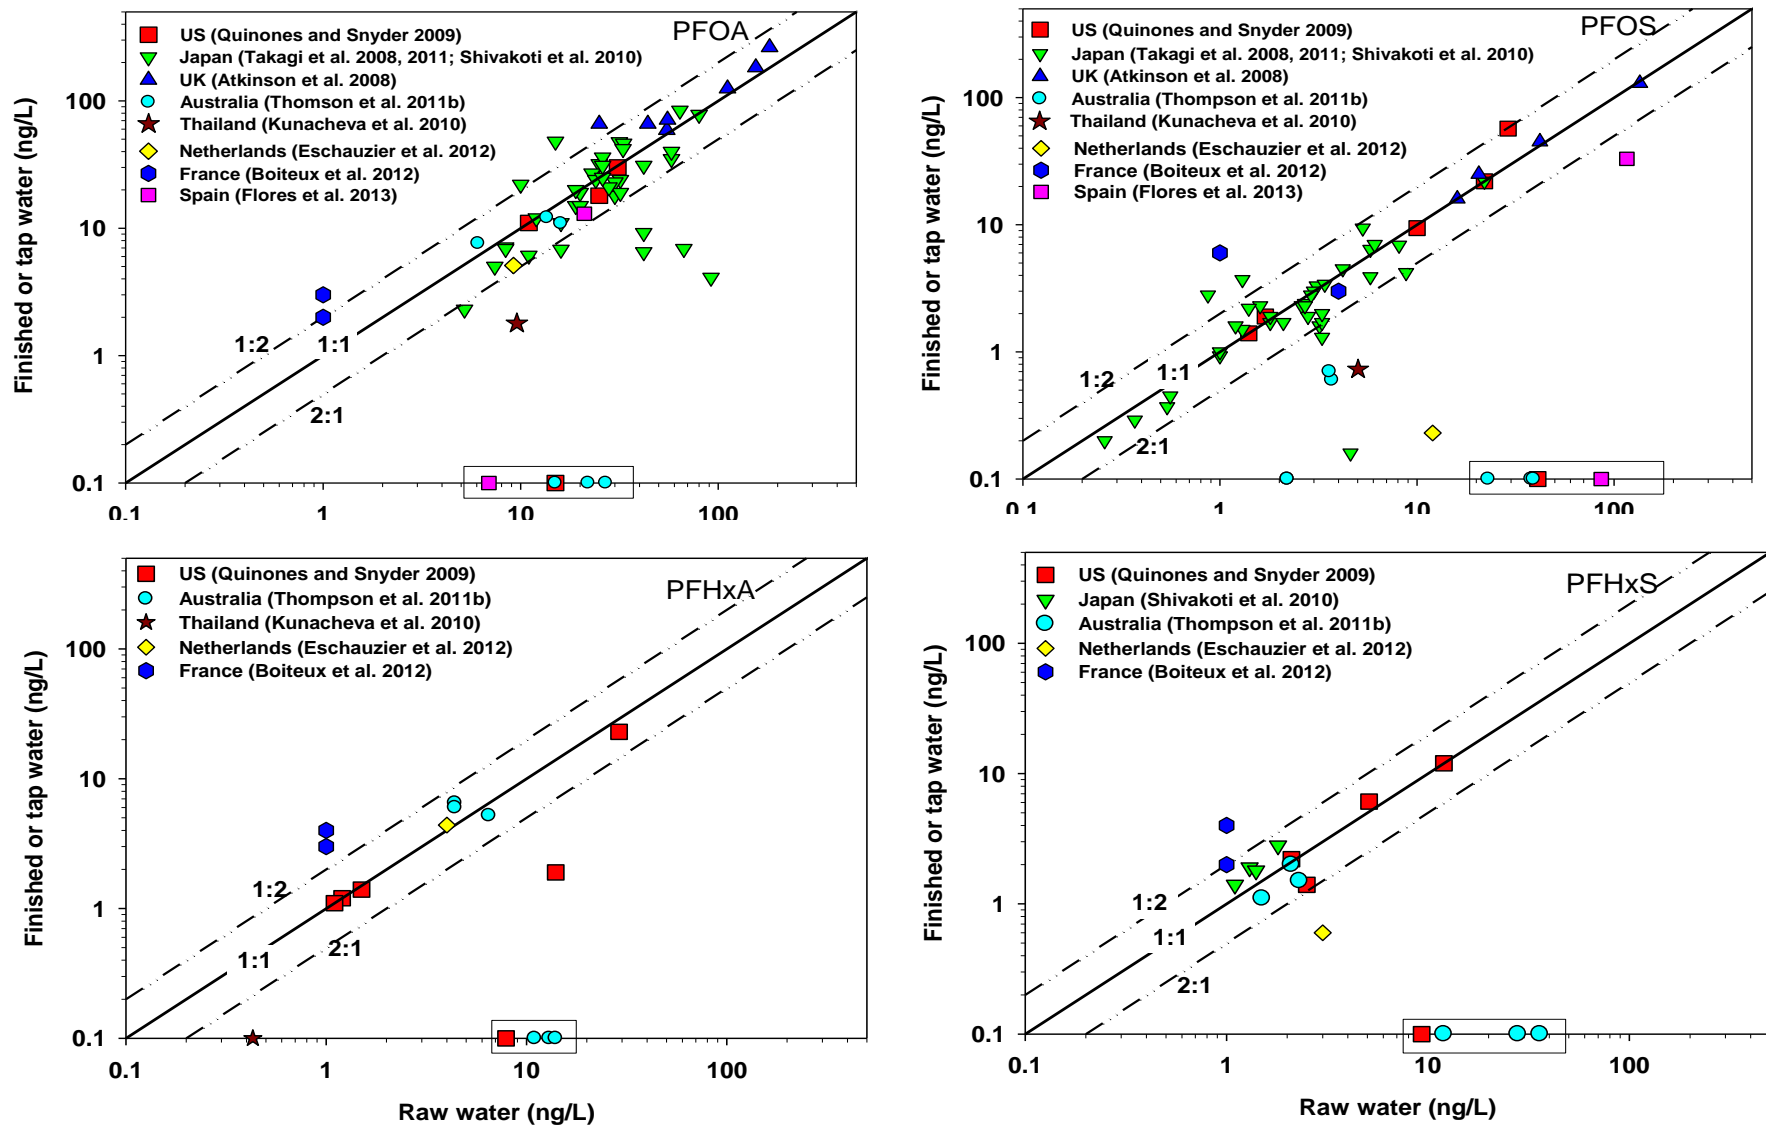 PFOA
US (Quinones and Snyder 2009)
Japan (Takagi et al. 2008, 2011; Shivakoti et al. 2010)
UK (Atkinson et al. 2008)
Australia (Thomson et al. 2011b)
Thailand (Kunacheva et al. 2010)
Netherlands (Eschauzier et al. 2012)
France (Boiteux et al. 2012)
Spain (Flores et al. 2013)
Finished or tap water (ng/L)
100
10
1
0.1
1:2
1:1
2:1
0.1 1 10 100
PFOS
US (Quinones and Snyder 2009)
Japan (Takagi et al. 2008, 2011; Shivakoti et al. 2010)
UK (Atkinson et al. 2008)
Australia (Thompson et al. 2011b)
Thailand (Kunacheva et al. 2010)
Netherlands (Eschauzier et al. 2012)
France (Boiteux et al. 2012)
Spain (Flores et al. 2013)
Finished or tap water (ng/L)
100
10
1
0.1
1:2
1:1
2:1
0.1 1 10 100
PFHxA
US (Quinones and Snyder 2009)
Australia (Thompson et al. 2011b)
Thailand (Kunacheva et al. 2010)
Netherlands (Eschauzier et al. 2012)
France (Boiteux et al. 2012)
Finished or tap water (ng/L)
100
10
1
0.1
1:2
1:1
2:1
0.1 1 10 100
Raw water (ng/L)
PFHxS
US (Quinones and Snyder 2009)
Japan (Shivakoti et al. 2010)
Australia (Thompson et al. 2011b)
Netherlands (Eschauzier et al. 2012)
France (Boiteux et al. 2012)
Finished or tap water (ng/L)
100
10
1
0.1
1:2
1:1
2:1
0.1 1 10 100
Raw water (ng/L)